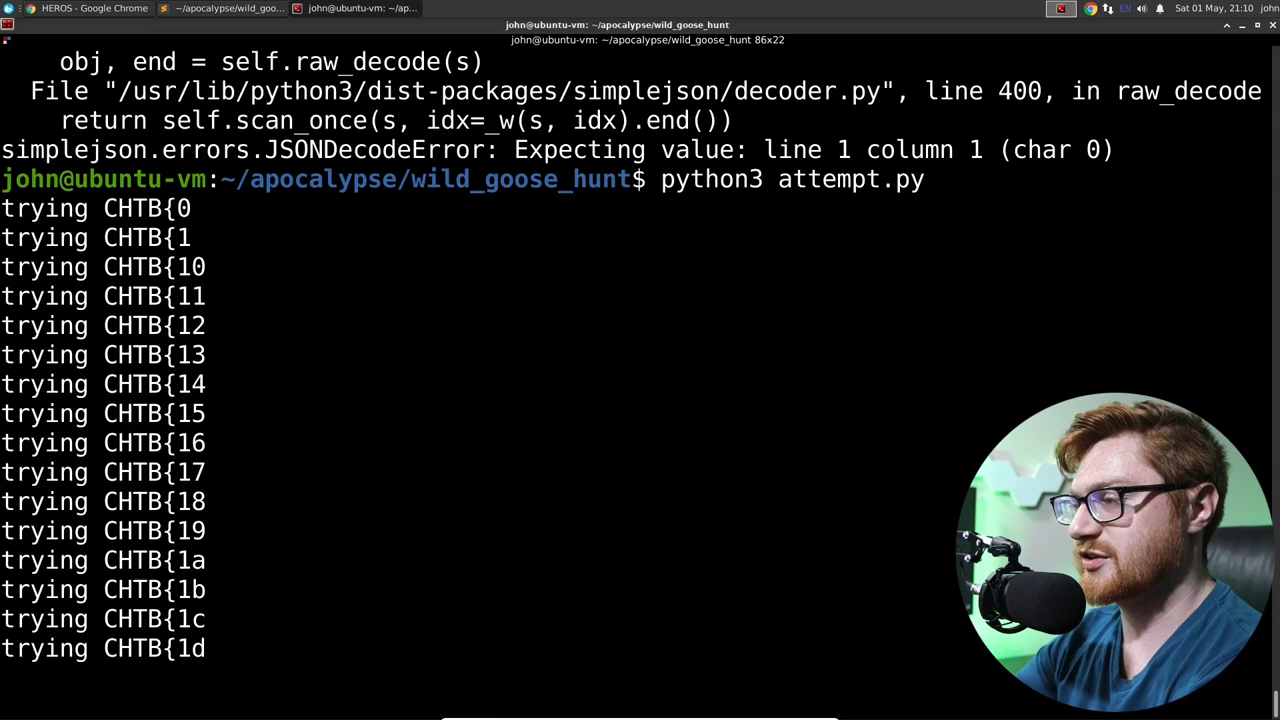 HEROS - Google Chrome
~/apocalypse/wild_goo...
john@ubuntu-vm: ~/ap...
EN
Sat 01 May, 21:10
john
john@ubuntu-vm: ~/apocalypse/wild_goose_hunt
john@ubuntu-vm: ~/apocalypse/wild_goose_hunt 86x22
obj, end = self.raw_decode(s)
File "/usr/lib/python3/dist-packages/simplejson/decoder.py", line 400, in raw_decode
return self.scan_once(s, idx=_w(s, idx).end())
simplejson.errors.JSONDecodeError: Expecting value: line 1 column 1 (char 0)
john@ubuntu-vm:~/apocalypse/wild_goose_hunt$ python3 attempt.py
trying CHTB{0
trying CHTB{1
trying CHTB{10
trying CHTB{11
trying CHTB{12
trying CHTB{13
trying CHTB{14
trying CHTB{15
trying CHTB{16
trying CHTB{17
trying CHTB{18
trying CHTB{19
trying CHTB{1a
trying CHTB{1b
trying CHTB{1c
trying CHTB{1d